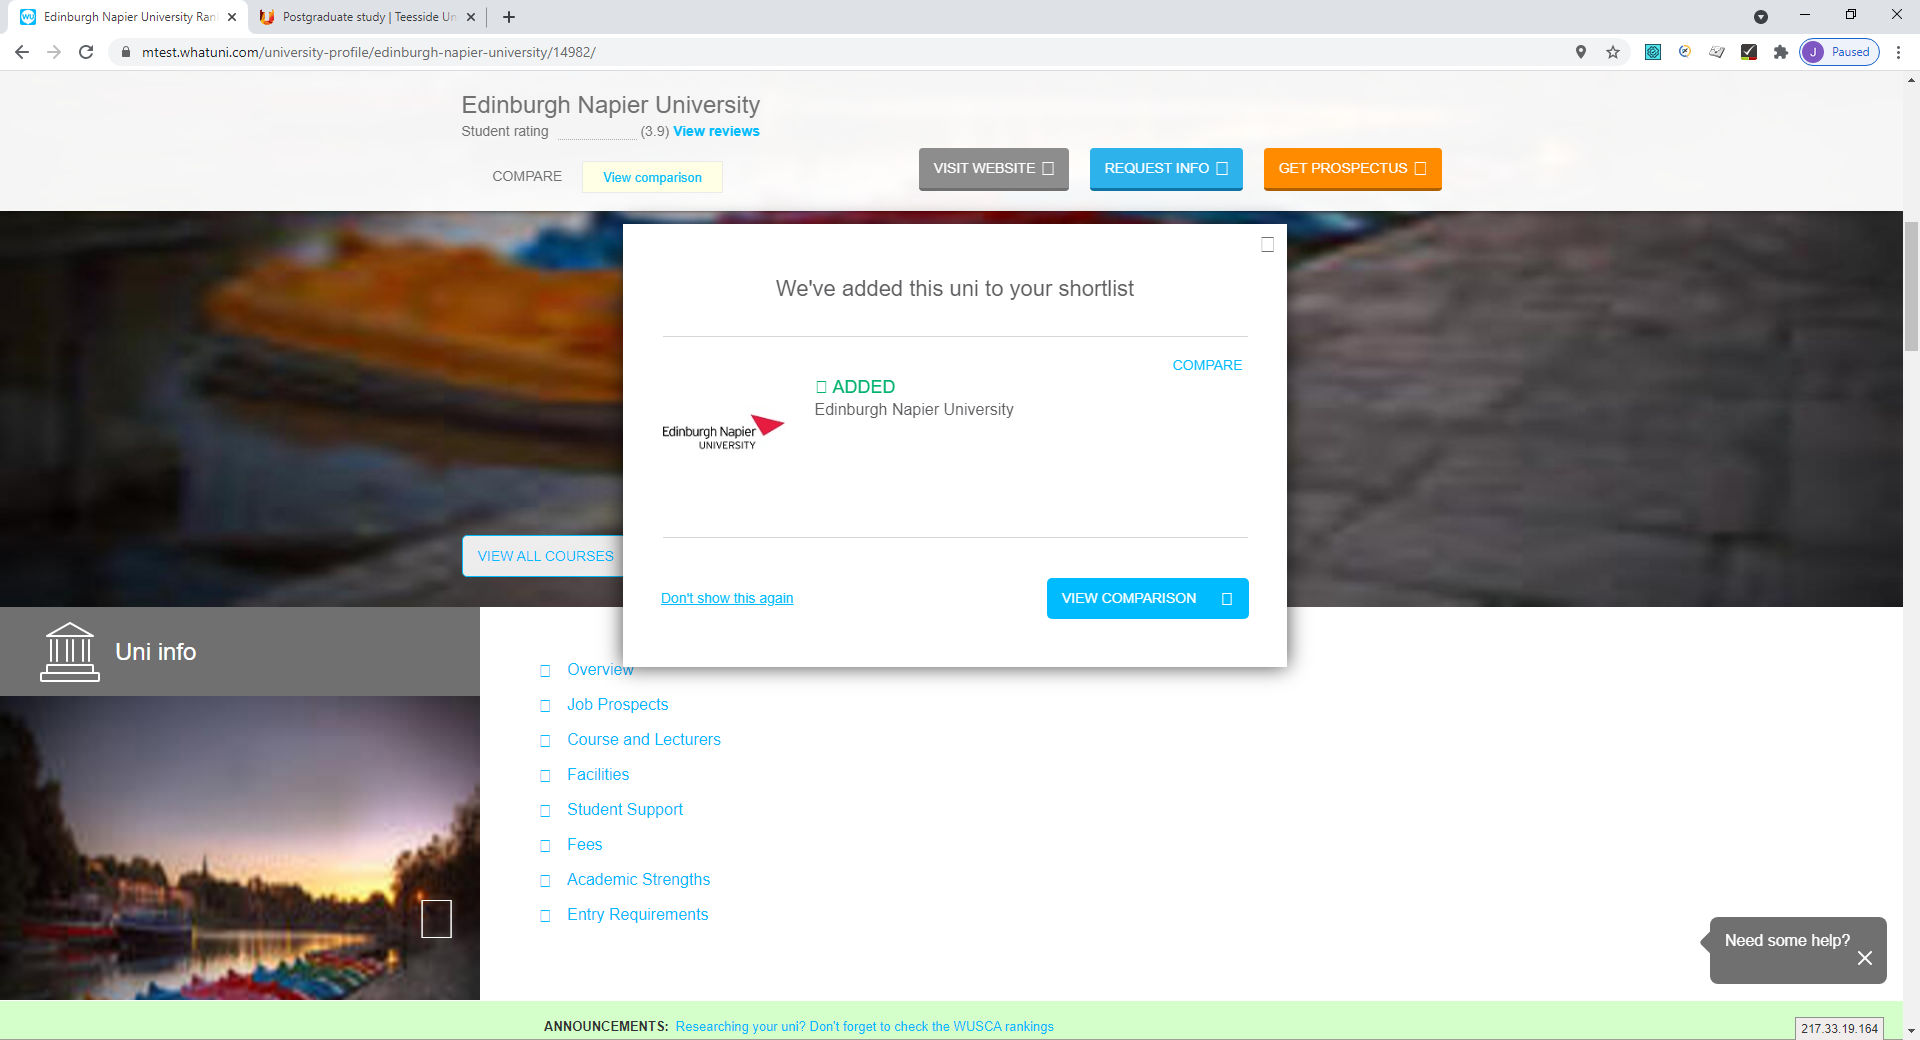 Edinburgh Napier University Ran
Postgraduate study | Teesside Un
mtest.whatuni.com/university-profile/edinburgh-napier-university/14982/
J Paused
Edinburgh Napier University
Student rating (3.9) View reviews
COMPARE View comparison
VISIT WEBSITE
REQUEST INFO
GET PROSPECTUS
We've added this uni to your shortlist
COMPARE
ADDED
Edinburgh Napier University
Edinburgh Napier
UNIVERSITY
VIEW ALL COURSES
Don't show this again
VIEW COMPARISON
Uni info
Overview
Job Prospects
Course and Lecturers
Facilities
Student Support
Fees
Academic Strengths
Entry Requirements
Need some help?
ANNOUNCEMENTS: Researching your uni? Don't forget to check the WUSCA rankings
217.33.19.164